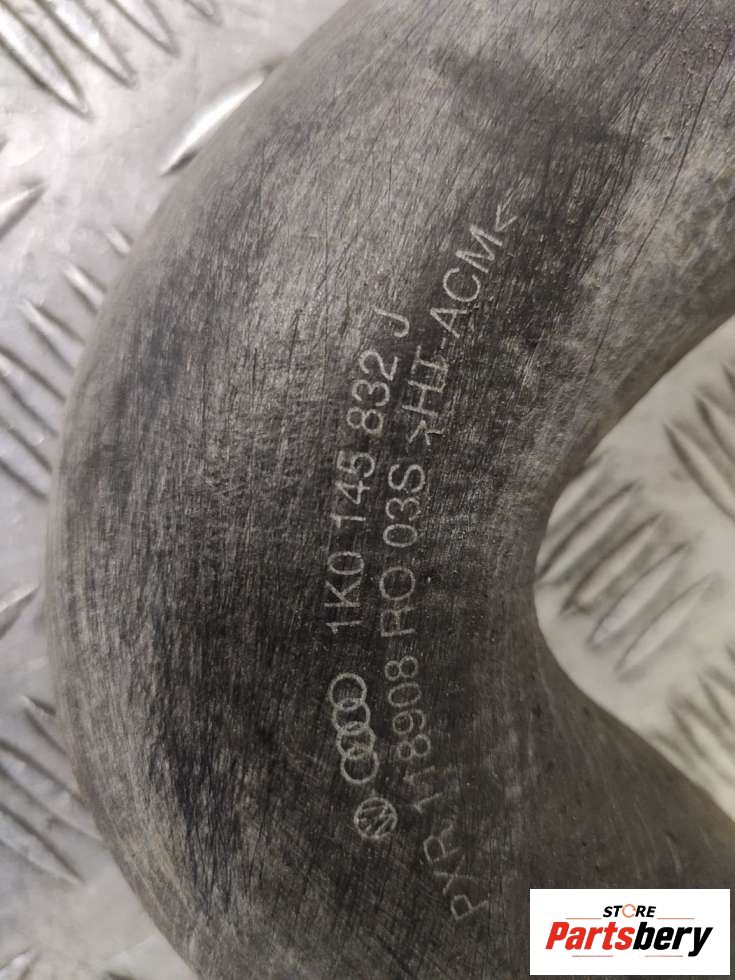 1K0 145 832 J
PXR 118908 RO 03S >HT-ACM<
STORE
Partsbery